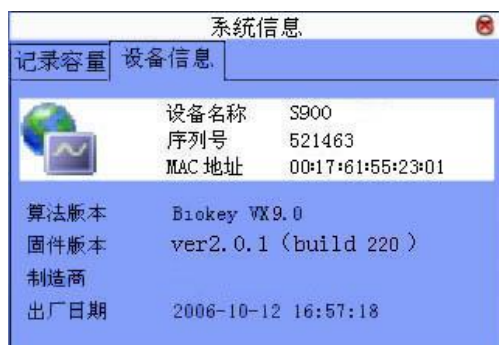 系统信息
记录容量 设备信息
设备名称 S900
序列号 521463
MAC 地址 00:17:61:55:23:01
算法版本 Biokey VX9.0
固件版本 ver2.0.1（build 220）
制造商
出厂日期 2006-10-12 16:57:18